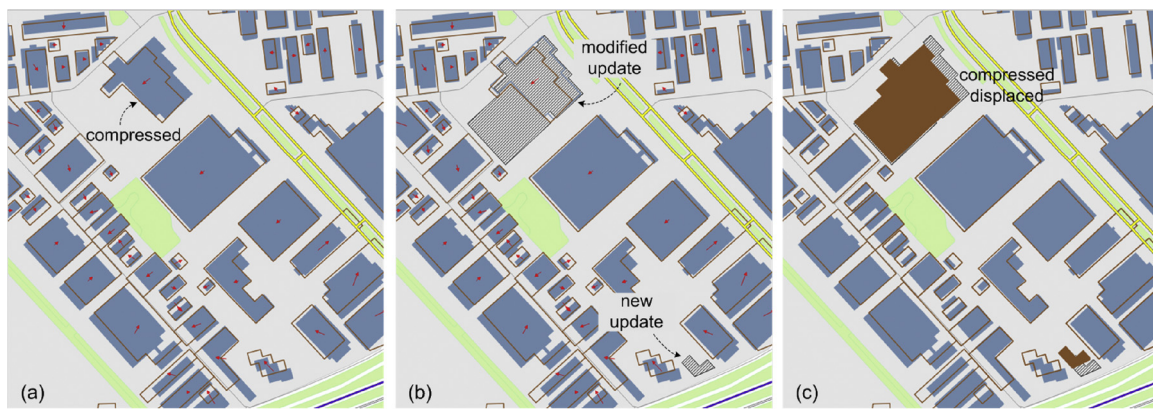 compressed
(a)
modified
update
new
update
(b)
compressed
displaced
(c)